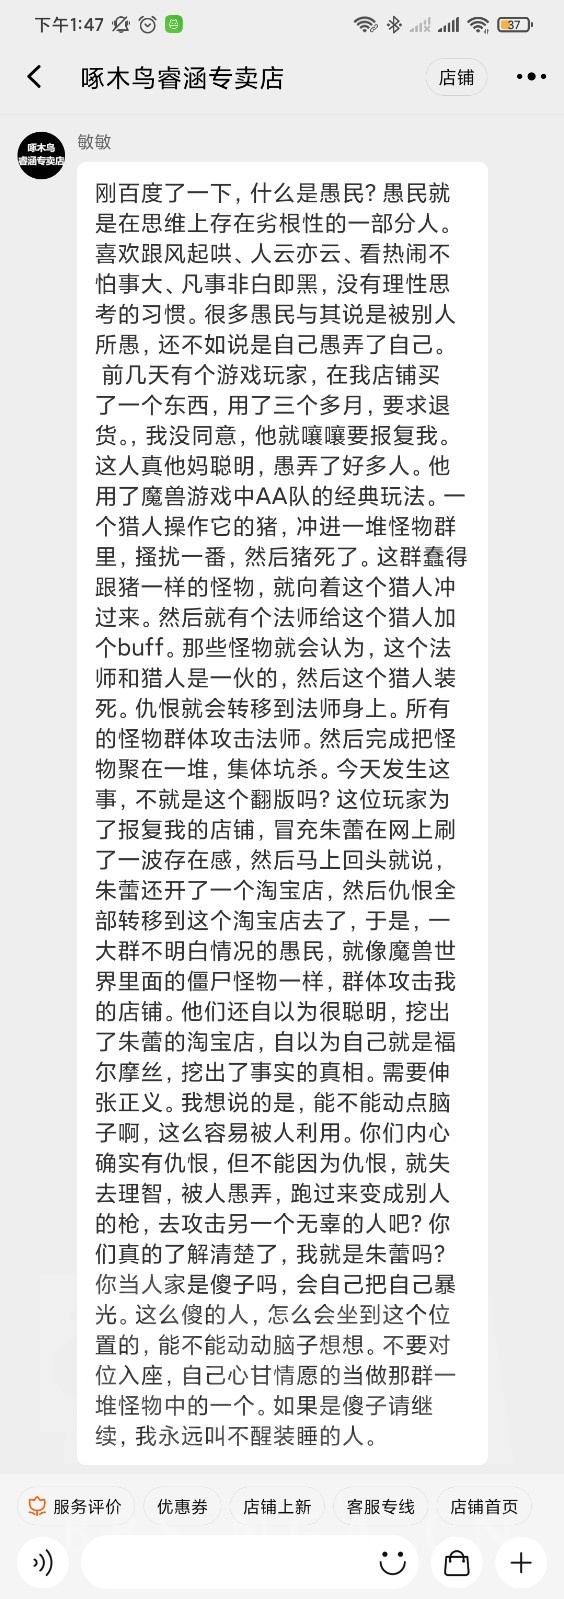 下午1:47
37
啄木鸟睿涵专卖店
店铺
啄木鸟
睿涵专卖店
敏敏
刚百度了一下，什么是愚民? 愚民就
是在思维上存在劣根性的一部分人。
喜欢跟风起哄、人云亦云、看热闹不
怕事大、凡事非白即黑，没有理性思
考的习惯。很多愚民与其说是被别人
所愚，还不如说是自己愚弄了自己。
前几天有个游戏玩家，在我店铺买
了一个东西，用了三个多月，要求退
货。，我没同意，他就嚷嚷要报复我。
这人真他妈聪明，愚弄了好多人。他
用了魔兽游戏中AA队的经典玩法。一
个猎人操作它的猪，冲进一堆怪物群
里，搔扰一番，然后猪死了。这群蠢得
跟猪一样的怪物，就向着这个猎人冲
过来。然后就有个法师给这个猎人加
个buff。那些怪物就会认为，这个法
师和猎人是一伙的，然后这个猎人装
死。仇恨就会转移到法师身上。所有
的怪物群体攻击法师。然后完成把怪
物聚在一堆，集体坑杀。今天发生这
事，不就是这个翻版吗? 这位玩家为
了报复我的店铺，冒充朱蕾在网上刷
了一波存在感，然后马上回头就说，
朱蕾还开了一个淘宝店，然后仇恨全
部转移到这个淘宝店去了，于是，一
大群不明白情况的愚民，就像魔兽世
界里面的僵尸怪物一样，群体攻击我
的店铺。他们还自以为很聪明，挖出
了朱蕾的淘宝店，自以为自己就是福
尔摩丝，挖出了事实的真相。需要伸
张正义。我想说的是，能不能动点脑
子啊，这么容易被人利用。你们内心
确实有仇恨，但不能因为仇恨，就失
去理智，被人愚弄，跑过来变成别人
的枪，去攻击另一个无辜的人吧? 你
们真的了解清楚了，我就是朱蕾吗?
你当人家是傻子吗，会自己把自己暴
光。这么傻的人，怎么会坐到这个位
置的，能不能动动脑子想想。不要对
位入座，自己心甘情愿的当做那群一
堆怪物中的一个。如果是傻子请继
续，我永远叫不醒装睡的人。
服务评价
优惠券
店铺上新
客服专线
店铺首页